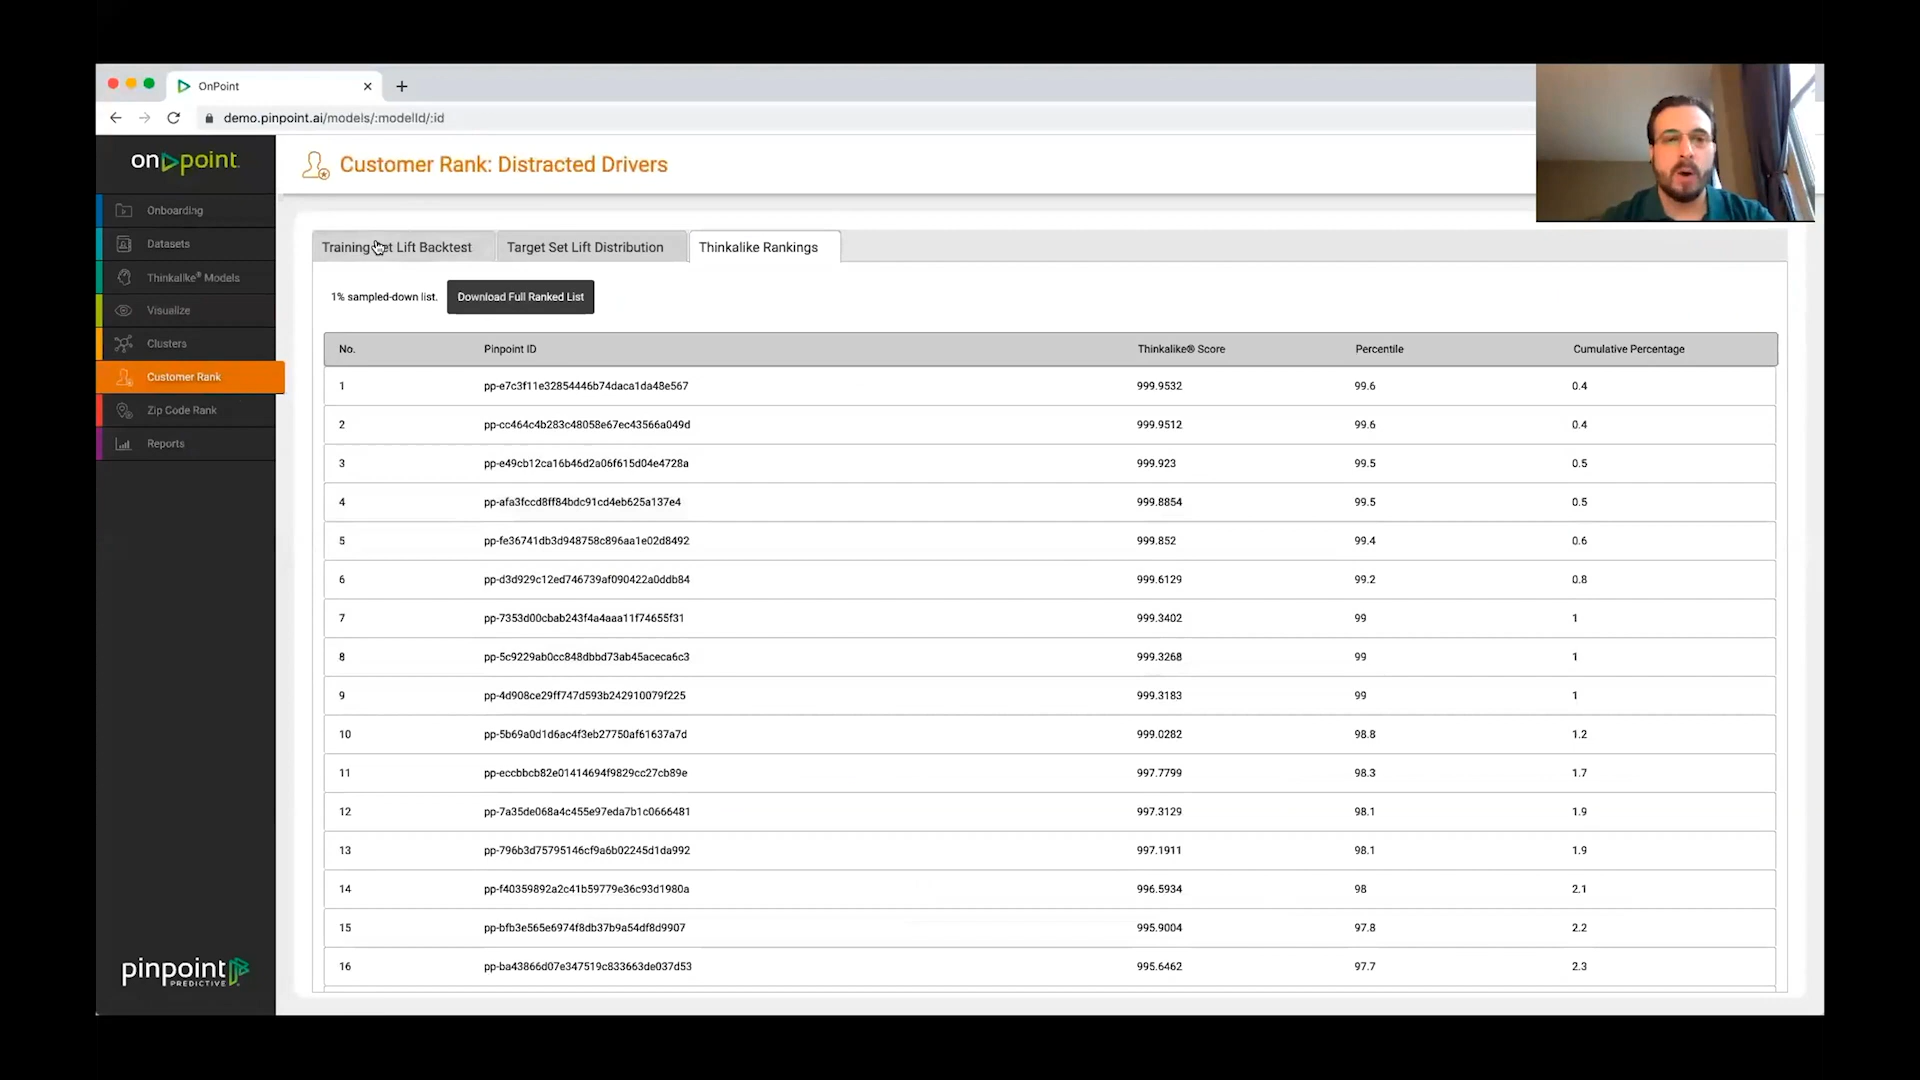 OnPoint
demo.pinpoint.ai/models/:modelId/:id
onpoint.
Customer Rank: Distracted Drivers
Onboarding
Datasets
Thinkalike® Models
Visualize
Clusters
Customer Rank
Zip Code Rank
Reports
Training Set Lift Backtest
Target Set Lift Distribution
Thinkalike Rankings
1% sampled-down list.
Download Full Ranked List
No. Pinpoint ID Thinkalike® Score Percentile Cumulative Percentage
1 pp-e7c3f11e32854446b74daca1da48e567 999.9532 99.6 0.4
2 pp-cc464c4b283c48058e67ec43566a049d 999.9512 99.6 0.4
3 pp-e49cb12ca16b46d2a06f615d04e4728a 999.923 99.5 0.5
4 pp-afa3fccd8ff84bdc91cd4eb625a137e4 999.8854 99.5 0.5
5 pp-fe36741db3d948758c896aa1e02d8492 999.852 99.4 0.6
6 pp-d3d929c12ed746739af090422a0ddb84 999.6129 99.2 0.8
7 pp-7353d00cbab243f4a4aaa11f74655f31 999.3402 99 1
8 pp-5c9229ab0cc848dbbd73ab45aceca6c3 999.3268 99 1
9 pp-4d908ce29ff747d593b242910079f225 999.3183 99 1
10 pp-5b69a0d1d6ac4f3eb27750af61637a7d 999.0282 98.8 1.2
11 pp-eccbbcb82e01414694f9829cc27cb89e 997.7799 98.3 1.7
12 pp-7a35de068a4c455e97eda7b1c0666481 997.3129 98.1 1.9
13 pp-796b3d75795146cf9a6b02245d1da992 997.1911 98.1 1.9
14 pp-f40359892a2c41b59779e36c93d1980a 996.5934 98 2.1
15 pp-bfb3e565e6974f8db37b9a54df8d9907 995.9004 97.8 2.2
16 pp-ba43866d07e347519c833663de037d53 995.6462 97.7 2.3
pinpoint
PREDICTIVE